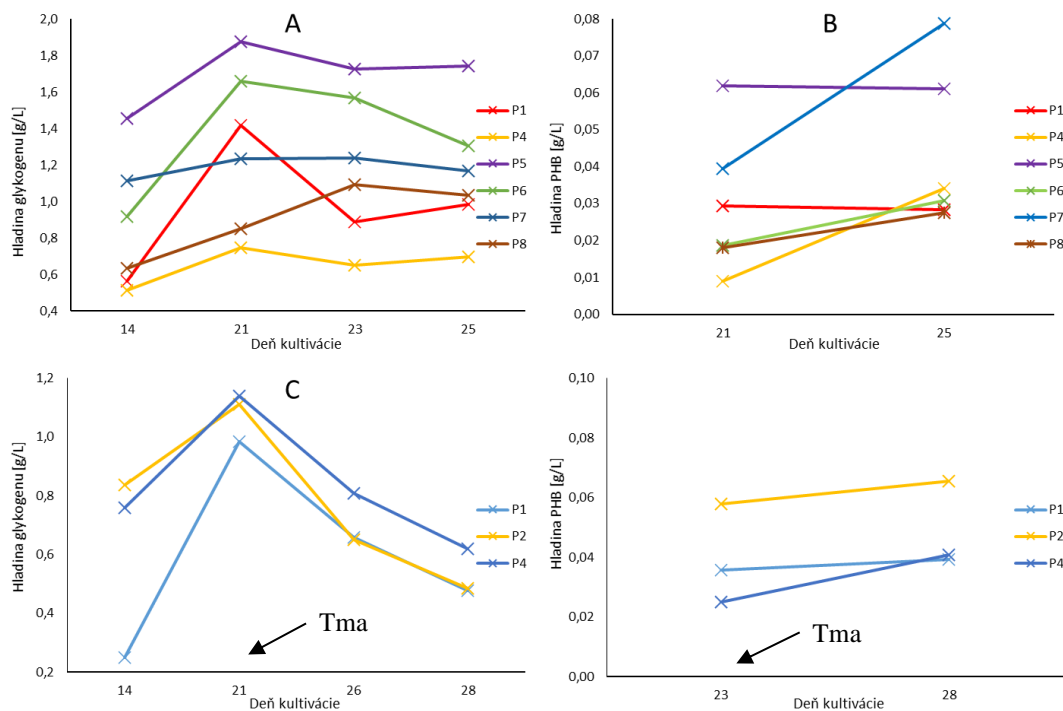 A
Hladina glykogenu [g/L]
2,0
1,8
1,6
1,4
1,2
1,0
0,8
0,6
0,4
14 21 23 25
Deň kultivácie
P1
P4
P5
P6
P7
P8
B
Hladina PHB [g/L]
0,08
0,07
0,06
0,05
0,04
0,03
0,02
0,01
0,00
21 25
Deň kultivácie
P1
P4
P5
P6
P7
P8
C
Hladina glykogenu [g/L]
1,2
1,0
0,8
0,6
0,4
0,2
14 21 26 28
Deň kultivácie
P1
P2
P4
Tma
Hladina PHB [g/L]
0,10
0,08
0,06
0,04
0,02
0,00
23 28
Deň kultivácie
P1
P2
P4
Tma